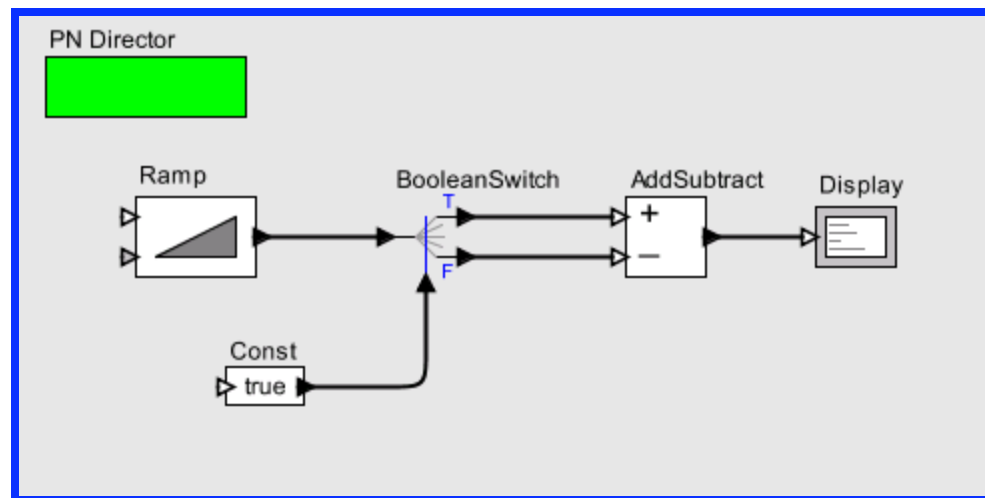 PN Director
Ramp
BooleanSwitch
AddSubtract
Display
T
+
F
−
Const
true